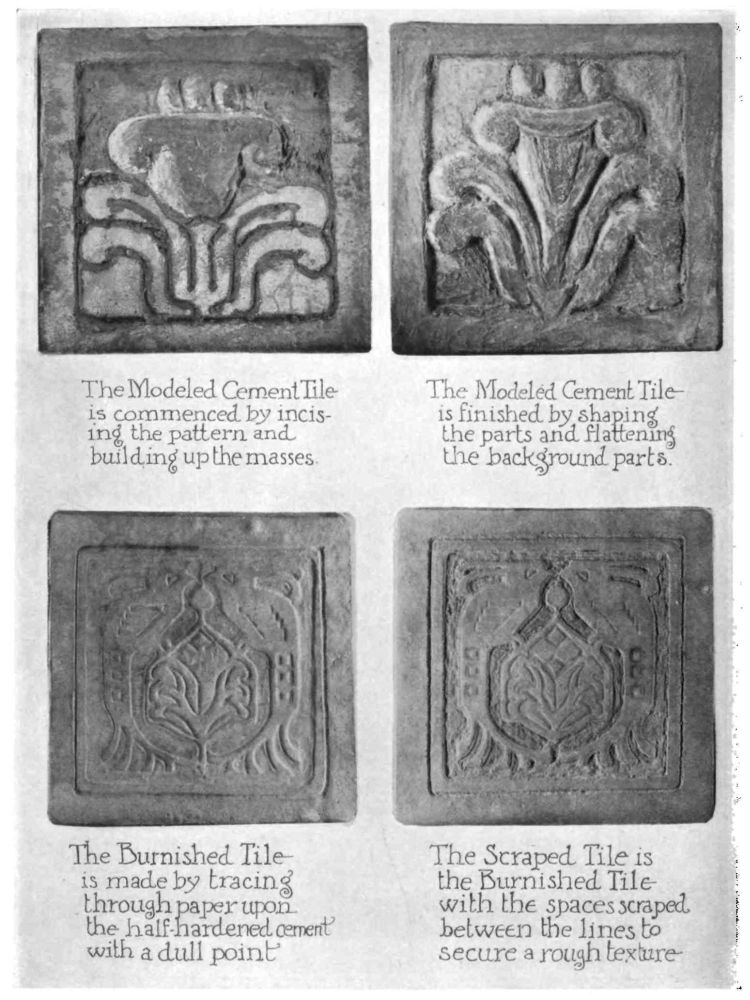 The Modeled Cement Tile
is commenced by incis-
ing the pattern and
building up the masses.
The Modeled Cement Tile
is finished by shaping
the parts and flattening
the background parts.
The Burnished Tile
is made by tracing
through paper upon
the half-hardened cement
with a dull point
The Scraped Tile is
the Burnished Tile
with the spaces scraped
between the lines to
secure a rough texture